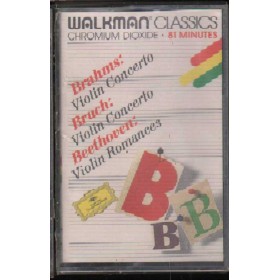 WALKMAN® CLASSICS
CHROMIUM DIOXIDE • 81 MINUTES
Brahms:
Violin Concerto
Bruch:
Violin Concerto
Beethoven:
Violin Romances
B
B
B